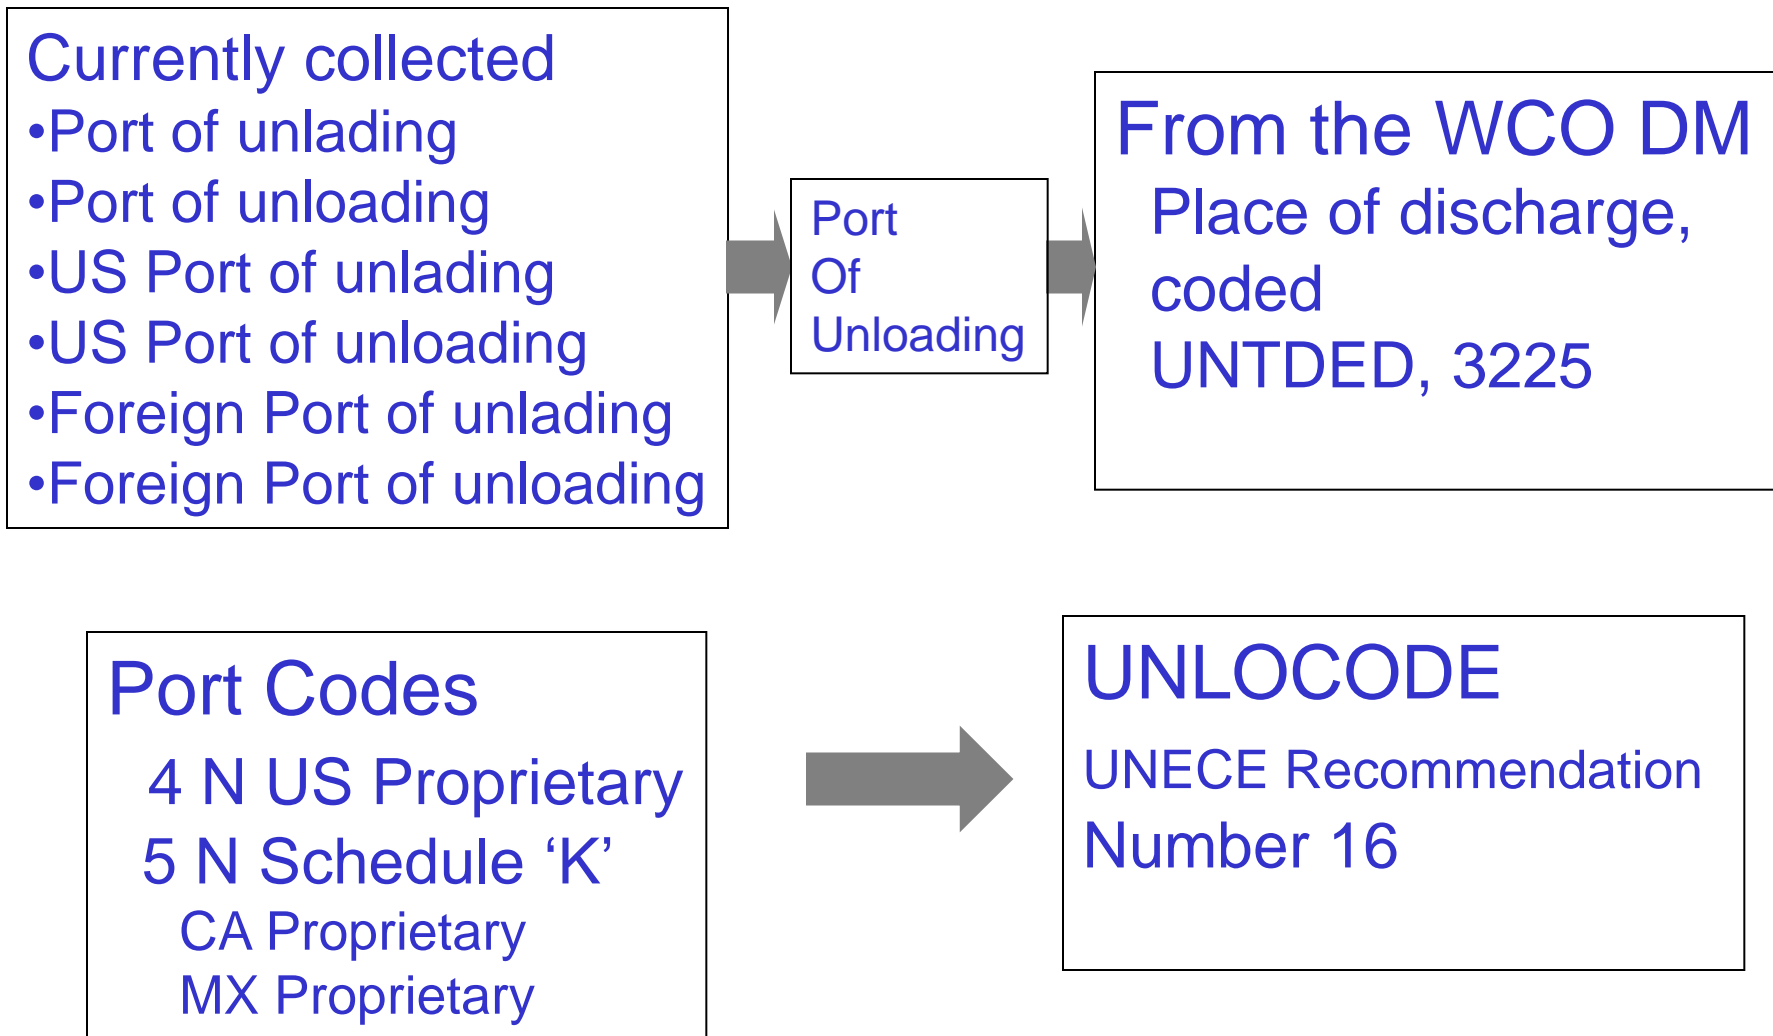 Currently collected
•Port of unlading
•Port of unloading
•US Port of unlading
•US Port of unloading
•Foreign Port of unlading
•Foreign Port of unloading
Port
Of
Unloading
From the WCO DM
Place of discharge,
coded
UNTDED, 3225
Port Codes
4 N US Proprietary
5 N Schedule ‘K’
CA Proprietary
MX Proprietary
UNLOCODE
UNECE Recommendation
Number 16